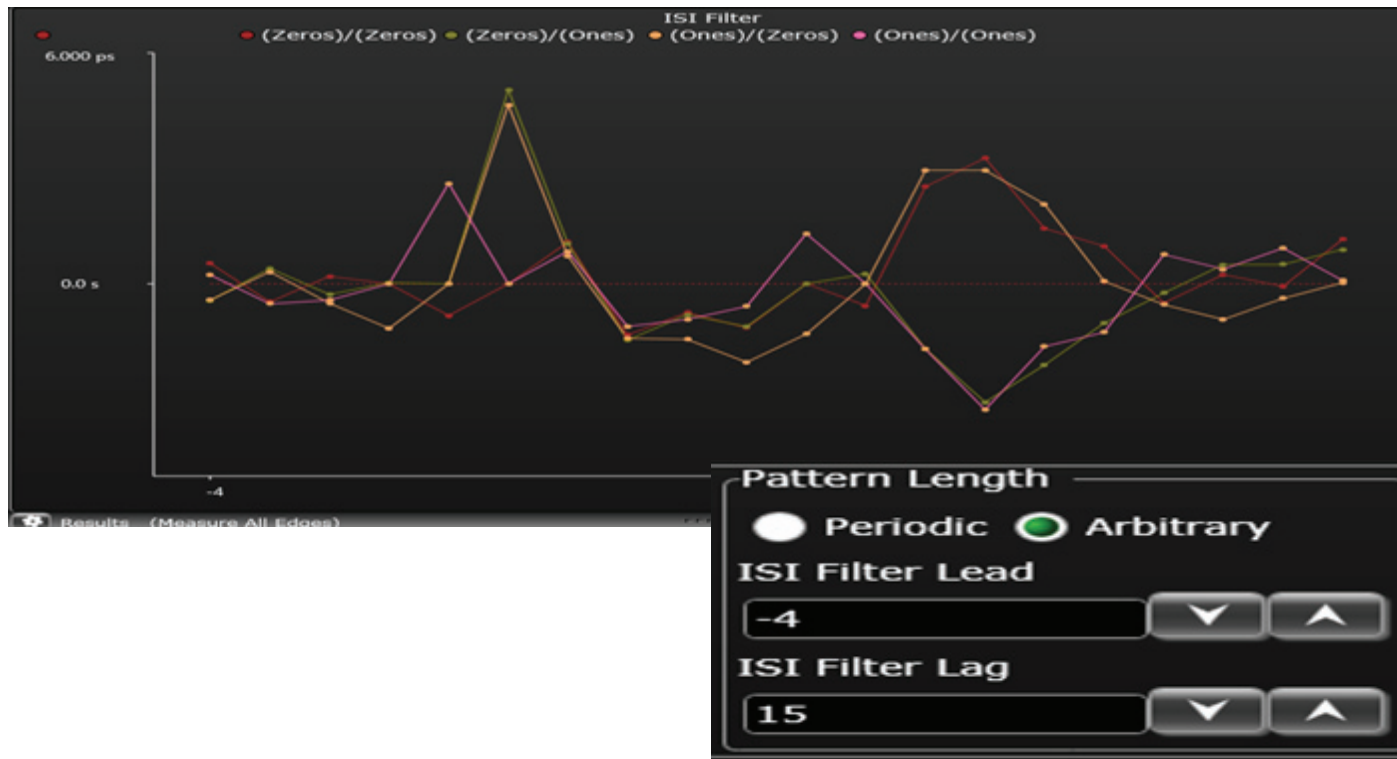 ISI Filter
(Zeros)/(Zeros) (Zeros)/(Ones) (Ones)/(Zeros) (Ones)/(Ones)
6.000 ps
0.0 s
-4
Results (Measure All Edges)
Pattern Length
Periodic Arbitrary
ISI Filter Lead
-4
ISI Filter Lag
15